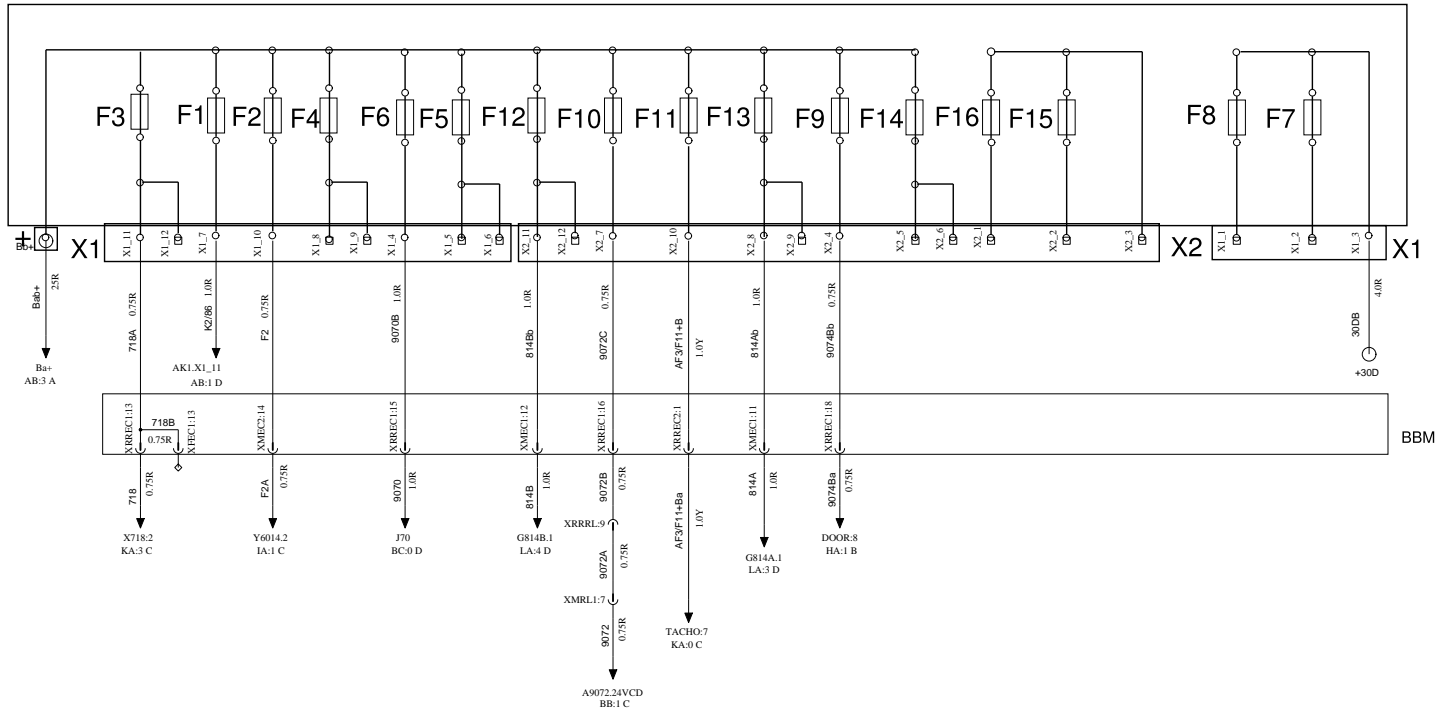 F3
F1
F2
F4
F6
F5
F12
F10
F11
F13
F9
F14
F16
F15
F8
F7
+
Bb+
X1
X1_11
X1_12
X1_7
X1_10
X1_8
X1_9
X1_4
X1_5
X1_6
X2_11
X2_12
X2_7
X2_10
X2_8
X2_9
X2_4
X2_5
X2_6
X2_1
X2_2
X2_3
X2
X1_1
X1_2
X1_3
X1
Bab+
25R
718A
0.75R
K2/86
1.0R
F2
0.75R
9070B
1.0R
814Bb
1.0R
9072C
0.75R
AF3/F11+B
1.0Y
814Ab
1.0R
9074Bb
0.75R
30DB
4.0R
Ba+
AB:3 A
AK1.X1_11
AB:1 D
+30D
XRREC1:13
718B
0.75R
XFEC1:13
XMEC2:14
XRREC1:15
XMEC1:12
XRREC1:16
XRREC2:1
XMEC1:11
XRREC1:18
BBM
718
0.75R
F2A
0.75R
9070
1.0R
814B
1.0R
9072B
0.75R
AF3/F11+Ba
1.0Y
814A
1.0R
9074Ba
0.75R
X718:2
KA:3 C
Y6014.2
IA:1 C
J70
BC:0 D
G814B.1
LA:4 D
XRRRL:9
9072A
0.75R
G814A.1
LA:3 D
DOOR:8
HA:1 B
XMRL1:7
9072
0.75R
TACHO:7
KA:0 C
A9072.24VCD
BB:1 C